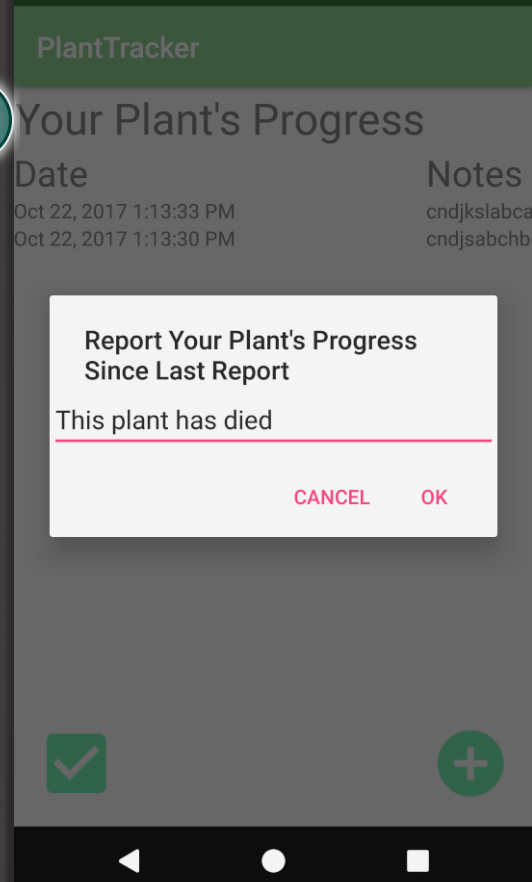 PlantTracker
Your Plant's Progress
Date Notes
Oct 22, 2017 1:13:33 PM cndjkslabca
Oct 22, 2017 1:13:30 PM cndjsabchb
Report Your Plant's Progress
Since Last Report
This plant has died
CANCEL OK